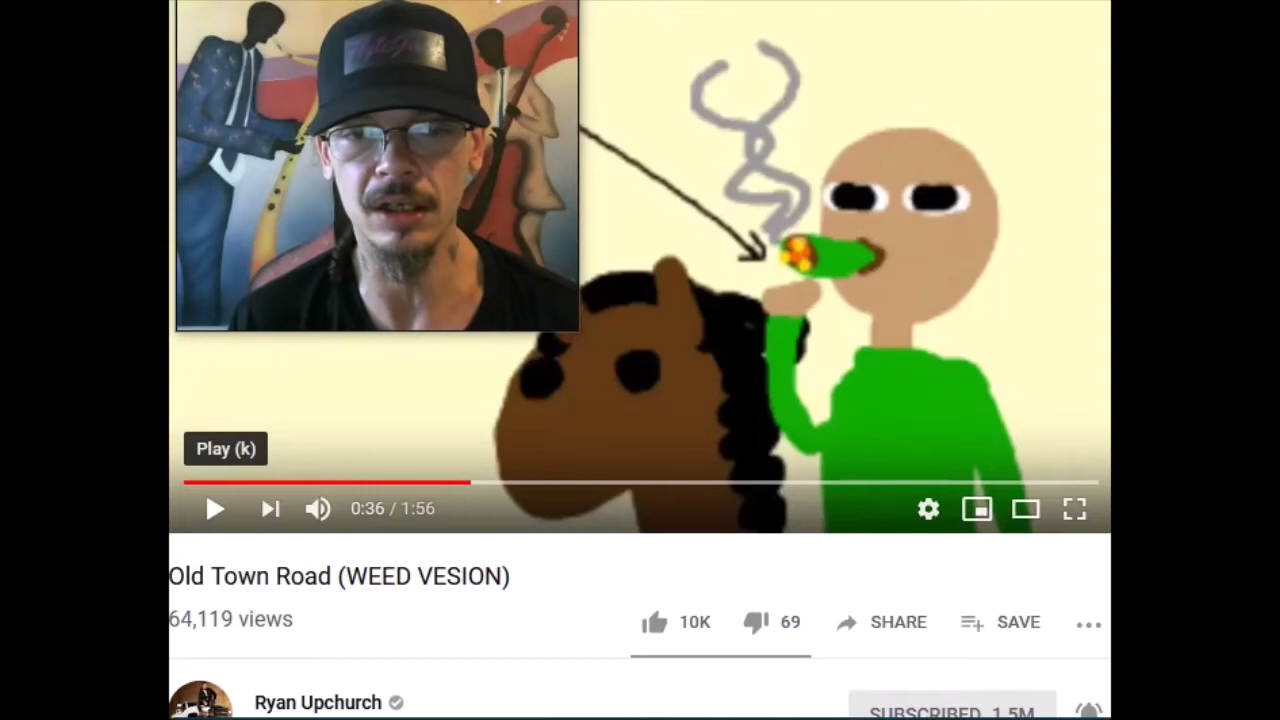 Play (k)
0:36 / 1:56
Old Town Road (WEED VESION)
64,119 views
10K 69 SHARE SAVE
Ryan Upchurch
SUBSCRIBED 1.5M